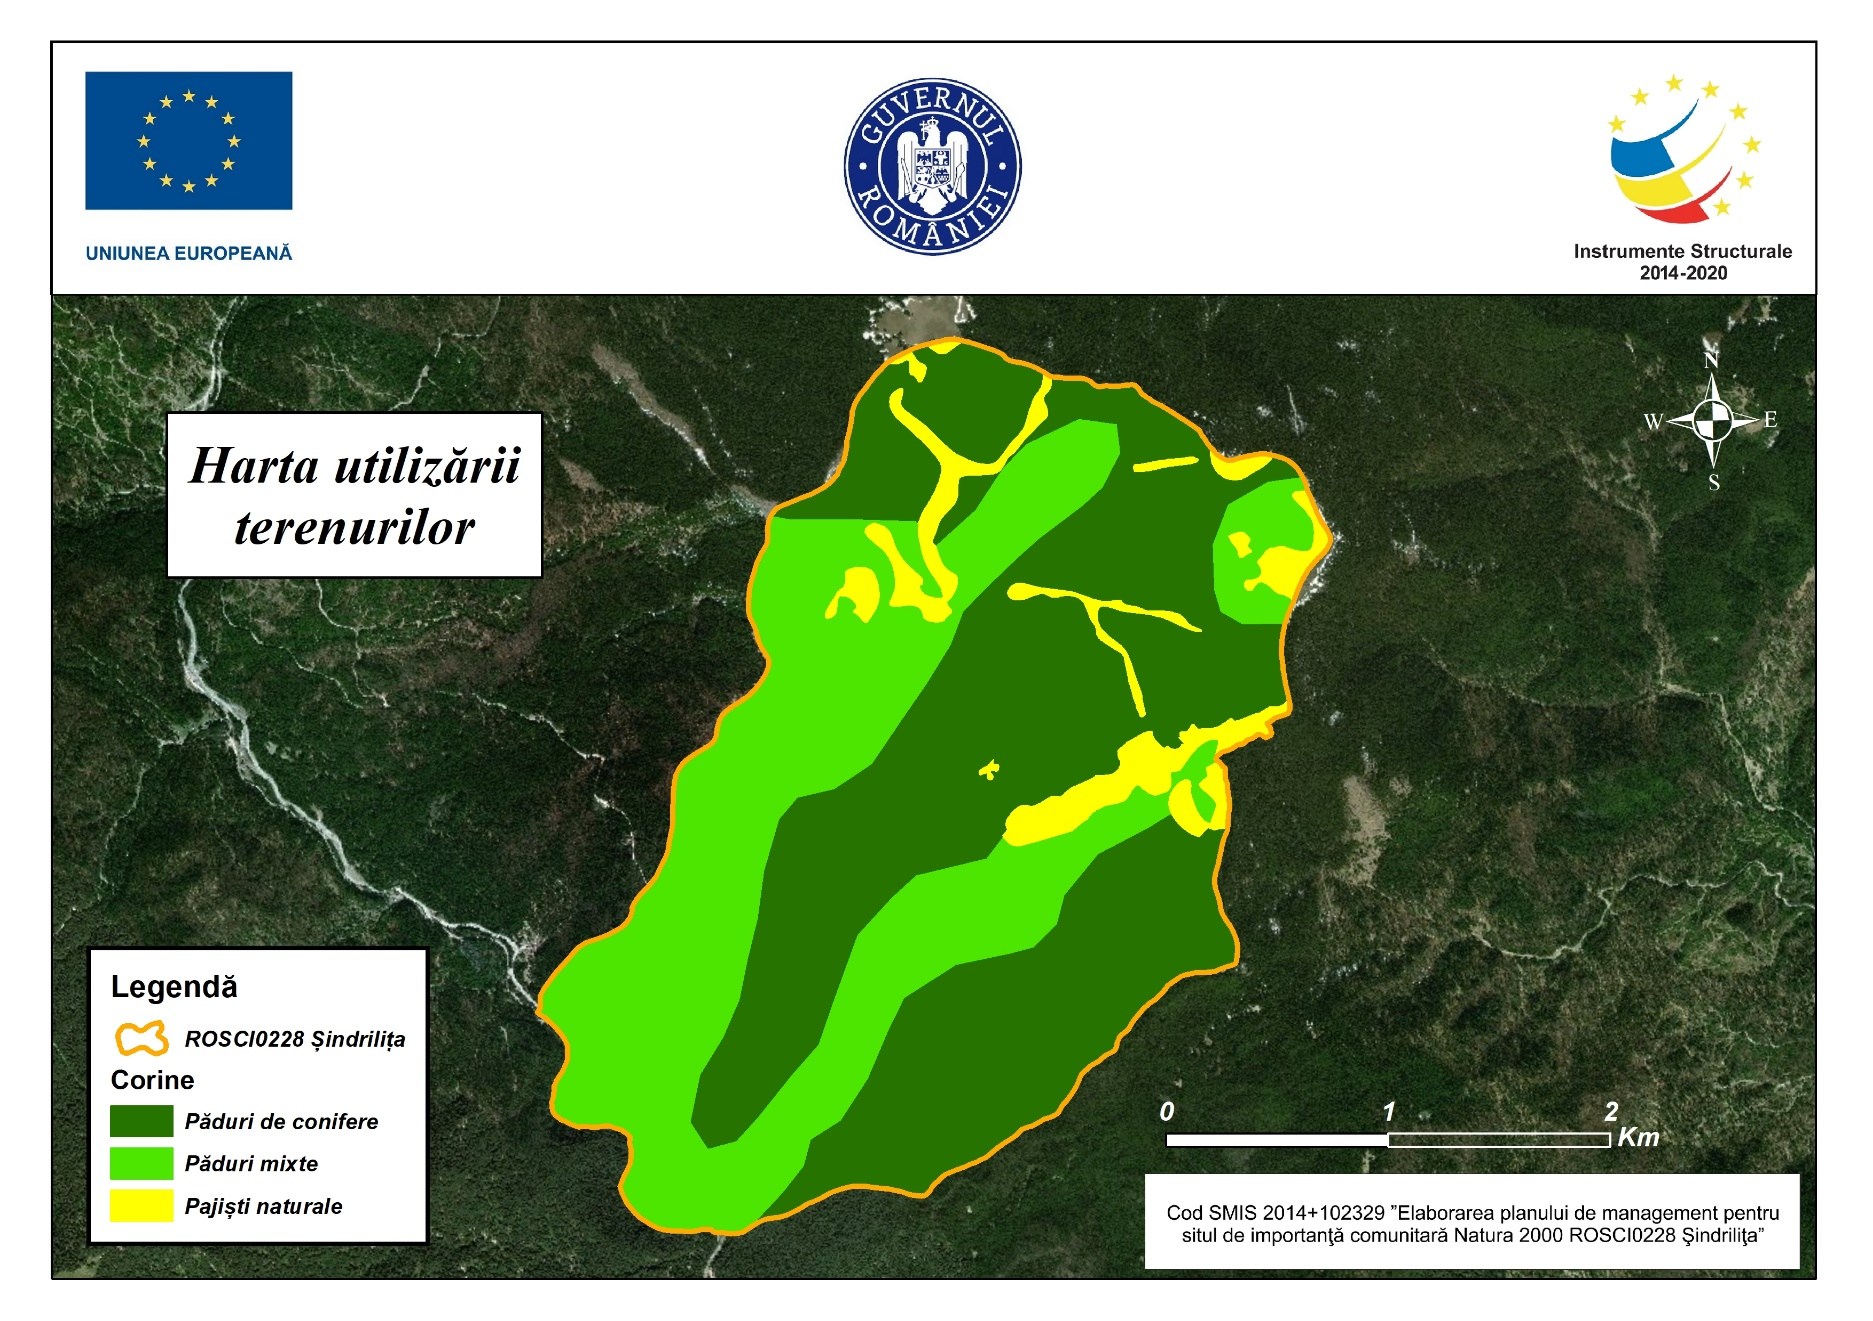 UNIUNEA EUROPEANĂ
GUVERNUL
ROMÂNIEI
Instrumente Structurale
2014-2020
Harta utilizării
terenurilor
N
W
E
S
Legendă
ROSCI0228 Șindrilița
Corine
Păduri de conifere
Păduri mixte
Pajiști naturale
0
1
2
Km
Cod SMIS 2014+102329 ”Elaborarea planului de management pentru
situl de importanţă comunitară Natura 2000 ROSCI0228 Şindriliţa”